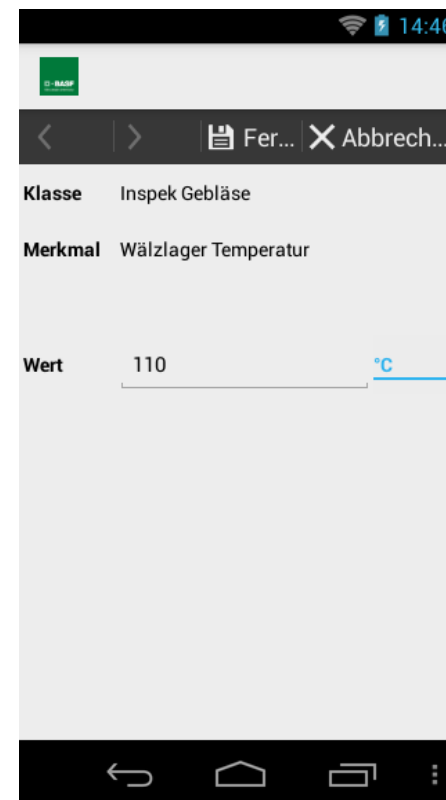 14:46
D-BASF
Fer... Abbrech...
Klasse Inspek Gebläse
Merkmal Wälzlager Temperatur
Wert 110 °C